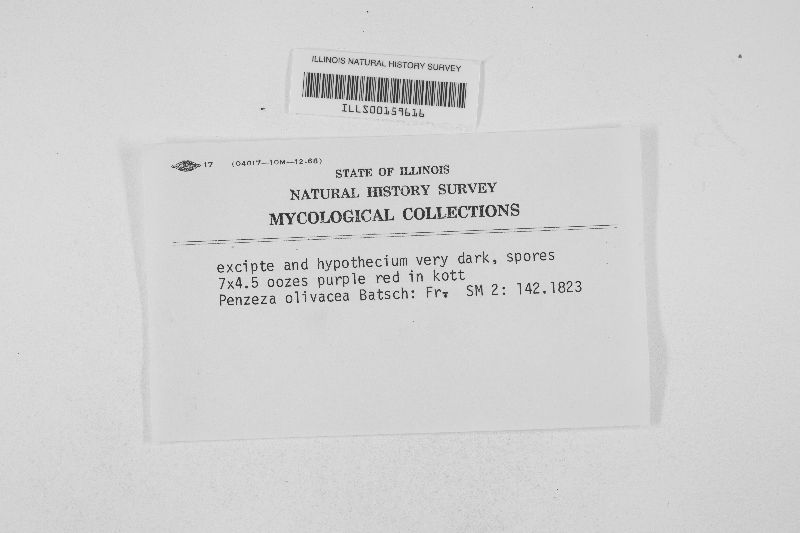 ILLINOIS NATURAL HISTORY SURVEY
ILLS00159616
17 (04017—10M—12-68)
STATE OF ILLINOIS
NATURAL HISTORY SURVEY
MYCOLOGICAL COLLECTIONS
excipte and hypothecium very dark, spores
7x4.5 oozes purple red in kott
Penzeza olivacea Batsch: Fr. SM 2: 142.1823